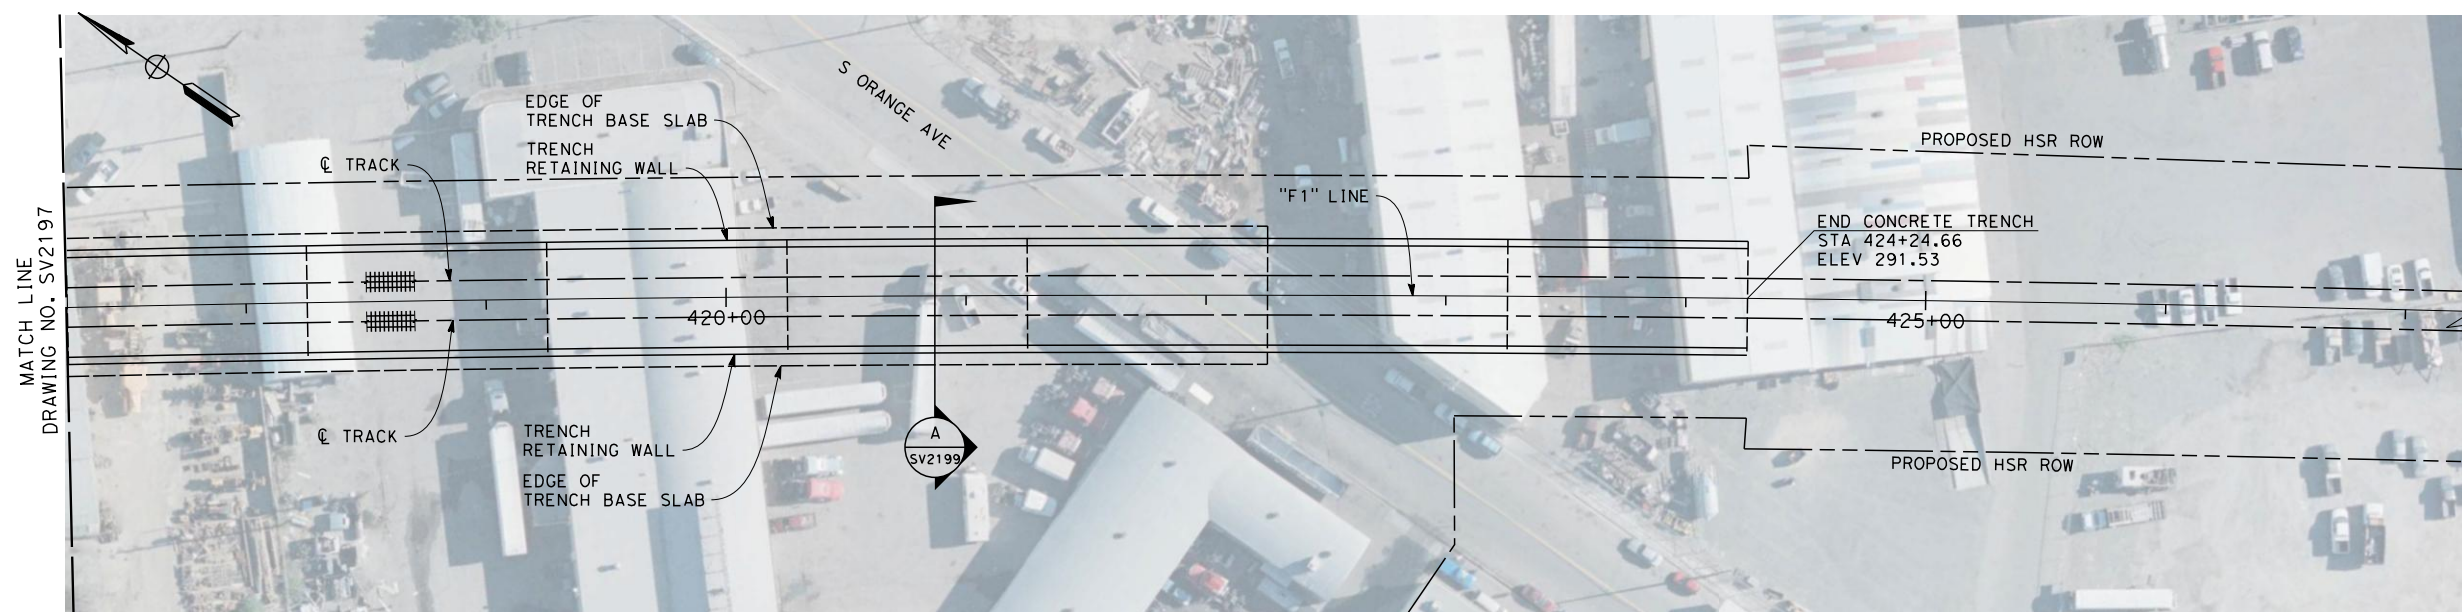 MATCH LINE
DRAWING NO. SV2197
S ORANGE AVE
EDGE OF
TRENCH BASE SLAB
TRENCH
RETAINING WALL
℄ TRACK
PROPOSED HSR ROW
"F1" LINE
END CONCRETE TRENCH
STA 424+24.66
ELEV 291.53
420+00
425+00
℄ TRACK
TRENCH
RETAINING WALL
EDGE OF
TRENCH BASE SLAB
A
SV2199
PROPOSED HSR ROW